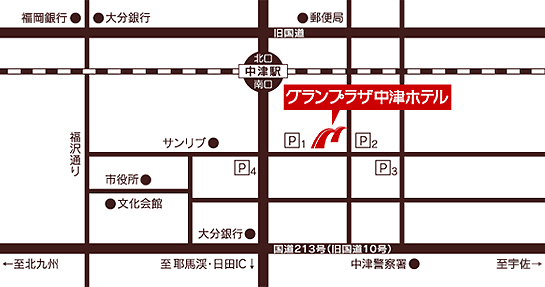 福岡銀行
大分銀行
郵便局
旧国道
北口
中津駅
南口
グランプラザ中津ホテル
福沢通り
サンリブ
P1
P2
市役所
P4
P3
文化会館
大分銀行
国道213号(旧国道10号)
←至北九州
至 耶馬渓・日田IC↓
中津警察署
至宇佐→